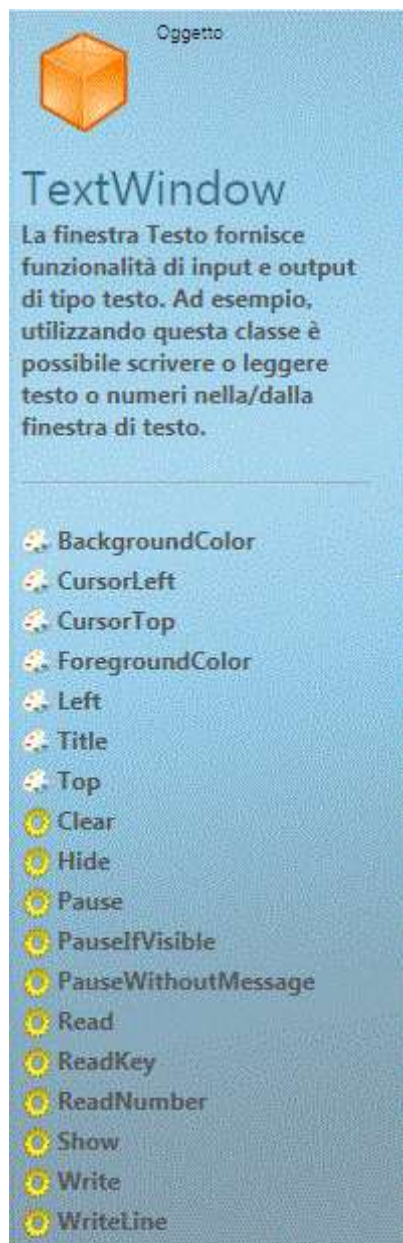 Oggetto
TextWindow
La finestra Testo fornisce
funzionalità di input e output
di tipo testo. Ad esempio,
utilizzando questa classe è
possibile scrivere o leggere
testo o numeri nella/dalla
finestra di testo.
BackgroundColor
CursorLeft
CursorTop
ForegroundColor
Left
Title
Top
Clear
Hide
Pause
PauseIfVisible
PauseWithoutMessage
Read
ReadKey
ReadNumber
Show
Write
WriteLine